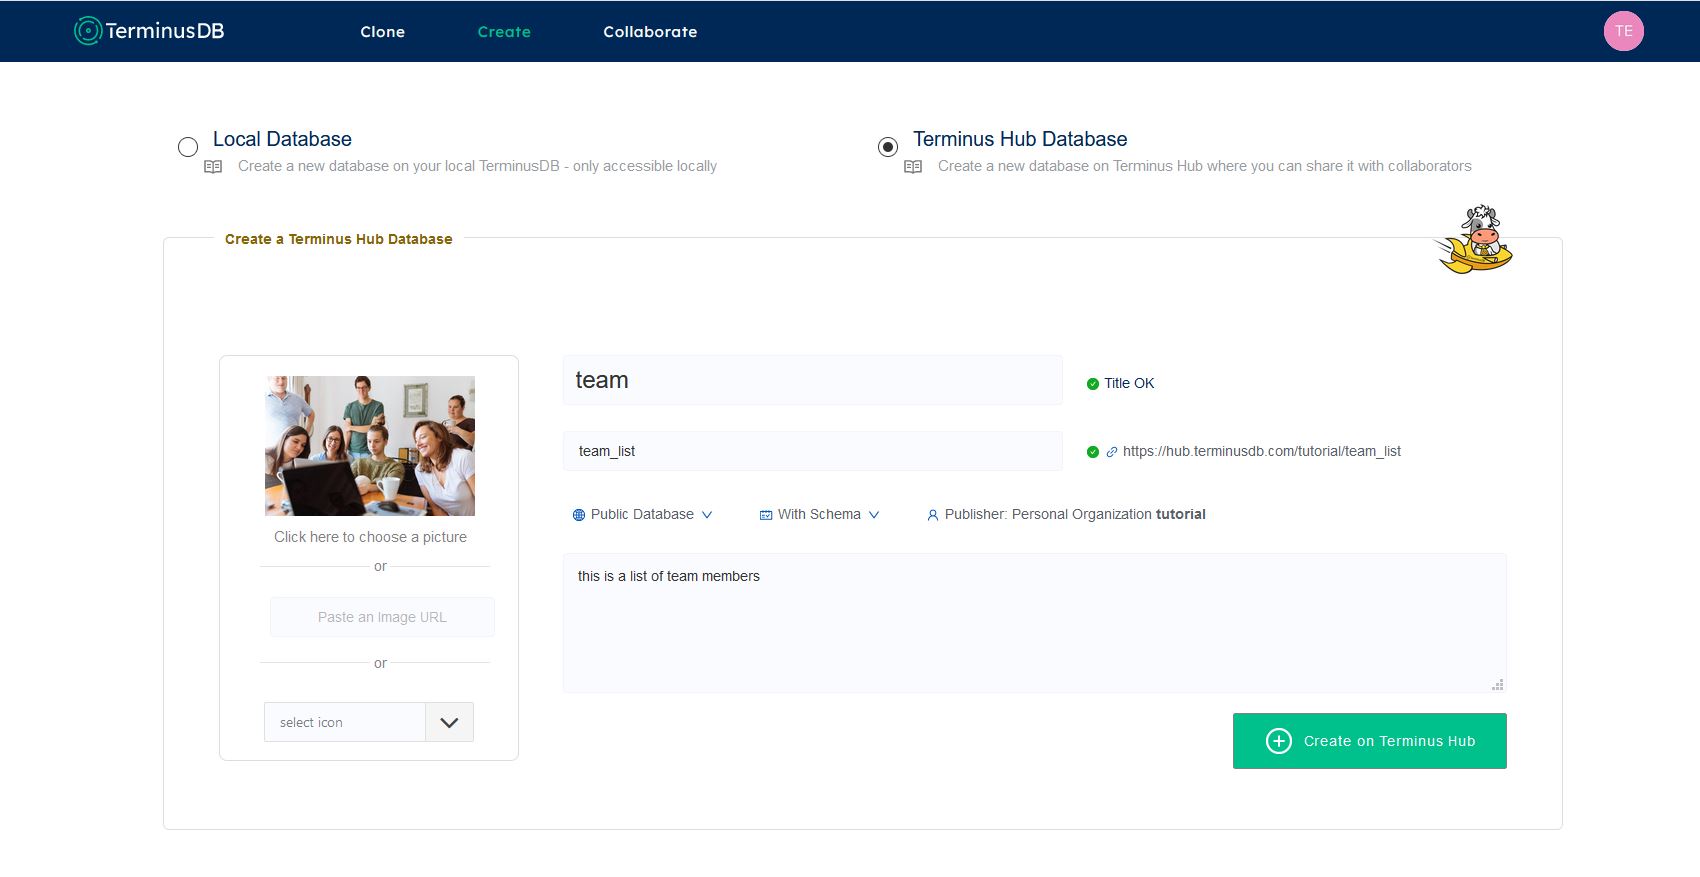 TerminusDB
Clone
Create
Collaborate
TE
Local Database
Create a new database on your local TerminusDB - only accessible locally
Terminus Hub Database
Create a new database on Terminus Hub where you can share it with collaborators
Create a Terminus Hub Database
team
Title OK
team_list
https://hub.terminusdb.com/tutorial/team_list
Public Database
With Schema
Publisher: Personal Organization tutorial
this is a list of team members
Click here to choose a picture
or
Paste an Image URL
or
select icon
Create on Terminus Hub